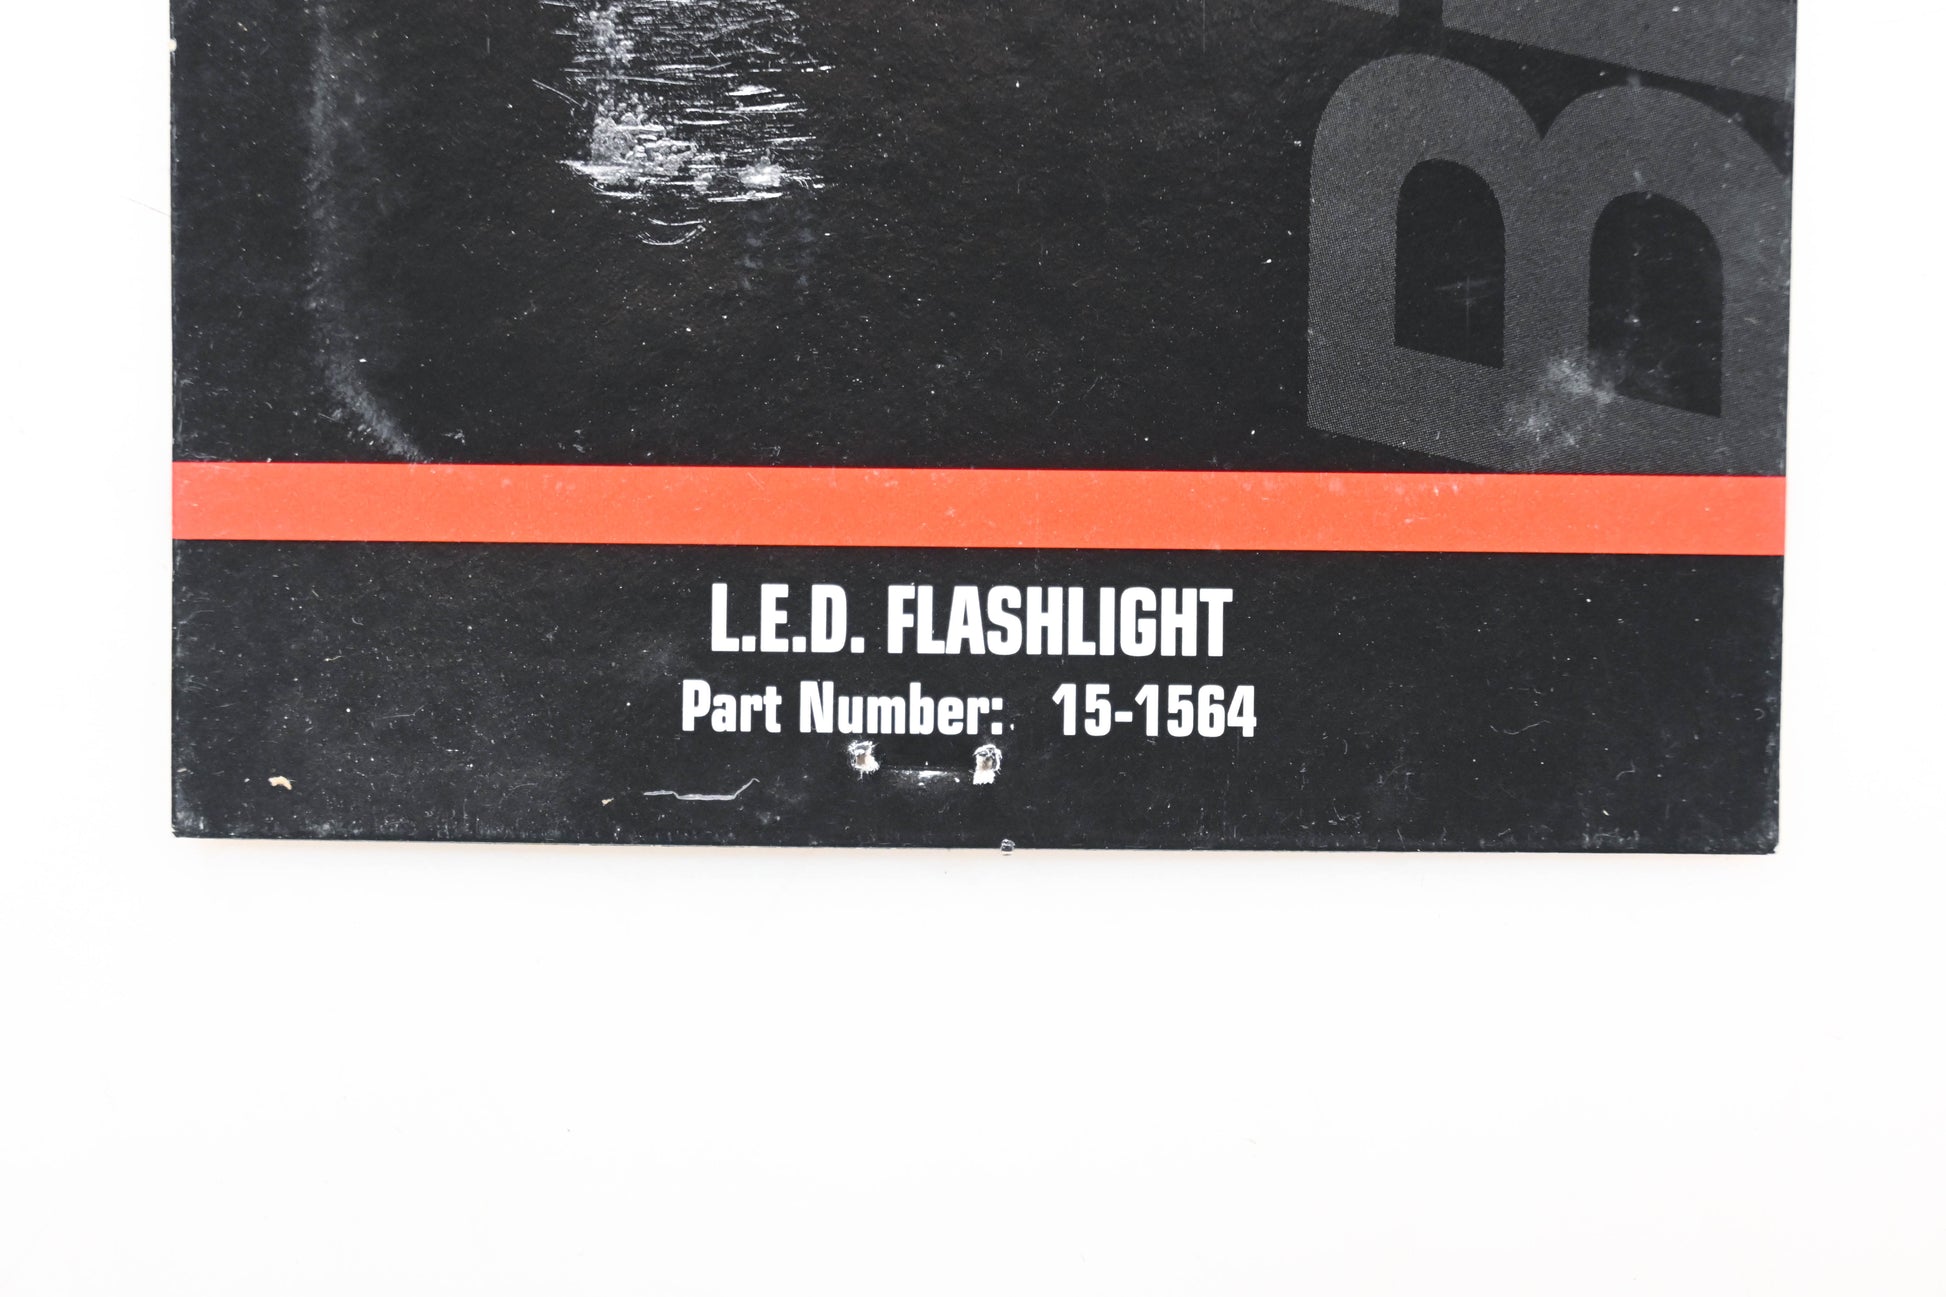 L.E.D. FLASHLIGHT
Part Number: 15-1564